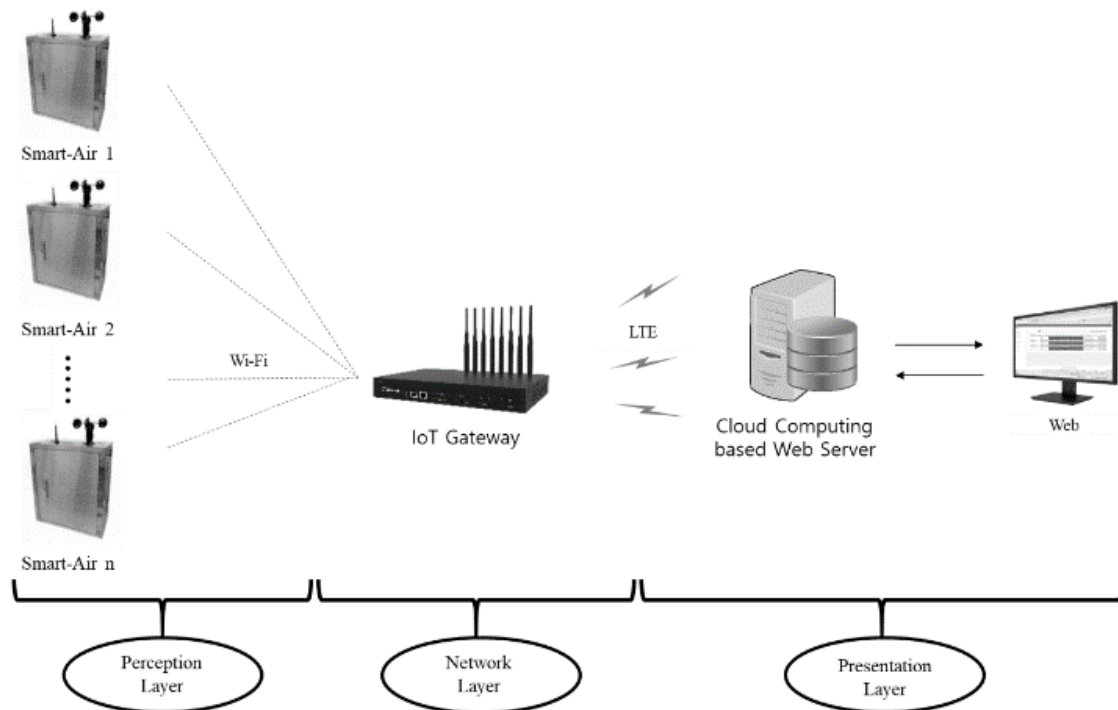 Smart-Air 1
Smart-Air 2
Wi-Fi
LTE
IoT Gateway
Cloud Computing
based Web Server
Web
Smart-Air n
Perception
Layer
Network
Layer
Presentation
Layer